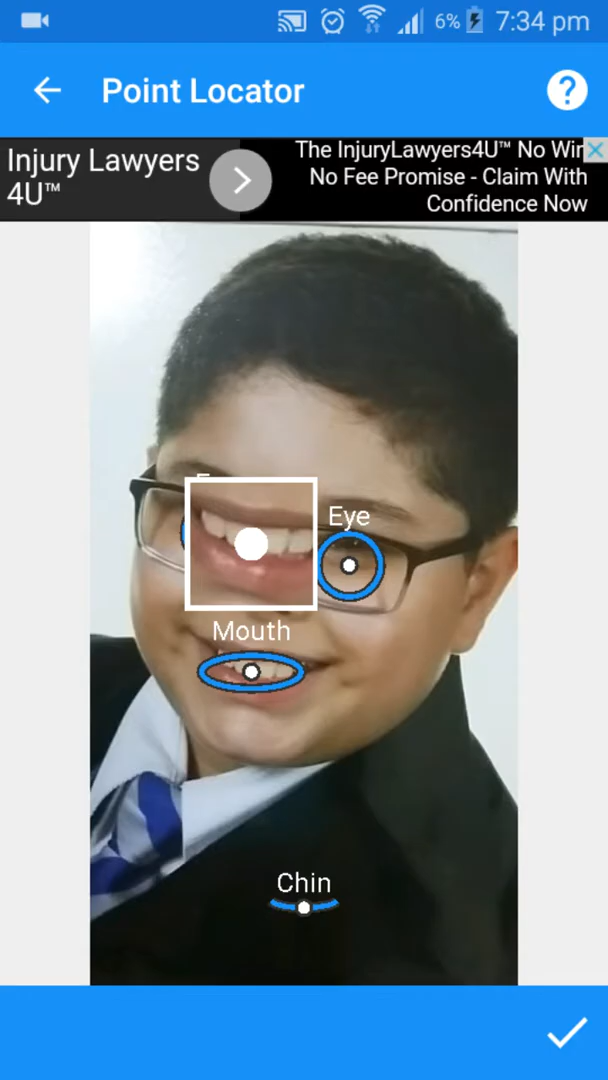 6% 7:34 pm
Point Locator
?
Injury Lawyers
4U™
The InjuryLawyers4U™ No Win
No Fee Promise - Claim With
Confidence Now
Eye
Mouth
Chin